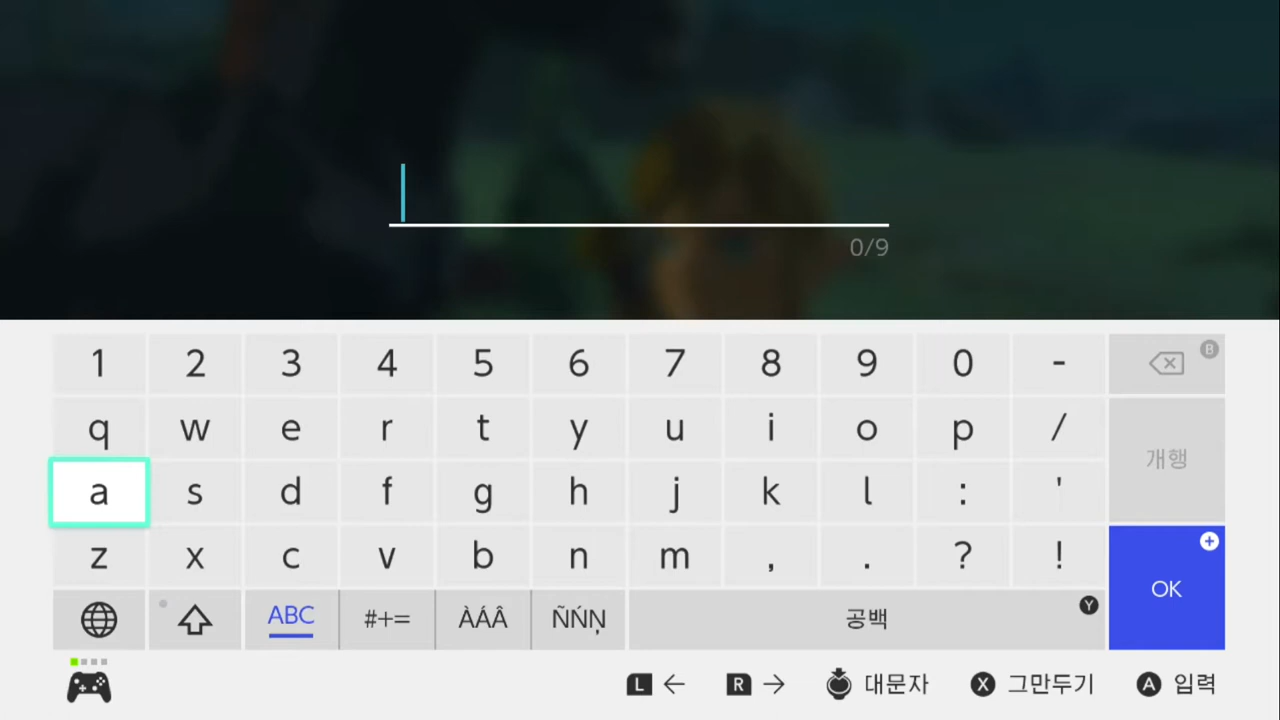 0/9
1 2 3 4 5 6 7 8 9 0 - B
q w e r t y u i o p /
개행
a s d f g h j k l : '
z x c v b n m , . ? ! +
OK
ABC #+= ÀÁÂ ÑŃŅ 공백 Y
L ← R → 대문자 X 그만두기 A 입력